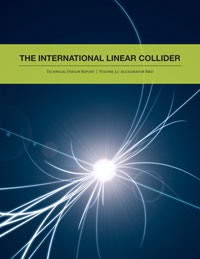 THE INTERNATIONAL LINEAR COLLIDER
Technical Design Report | Volume 3.I: Accelerator R&D